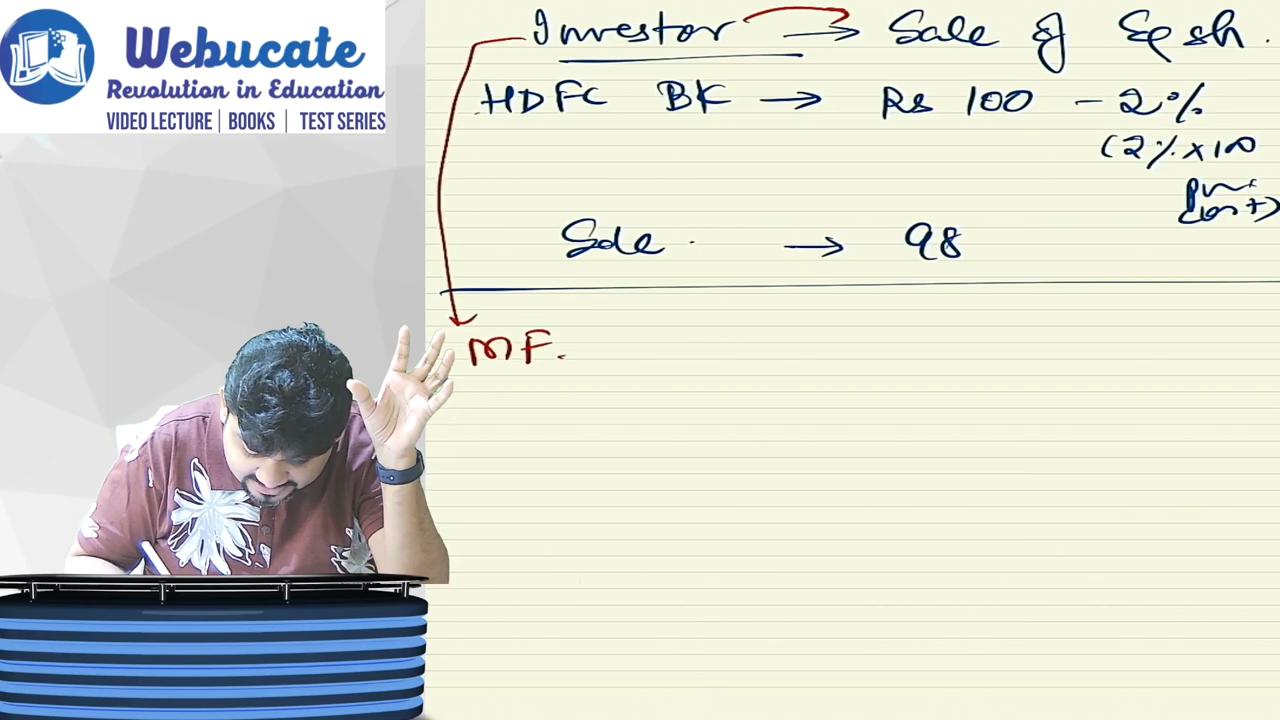 Webucate
Revolution in Education
VIDEO LECTURE | BOOKS | TEST SERIES
Investor → Sale of Eq sh.
HDFC BK → Rs 100 - 2%
(2% x 100
Sale → 98
MF.